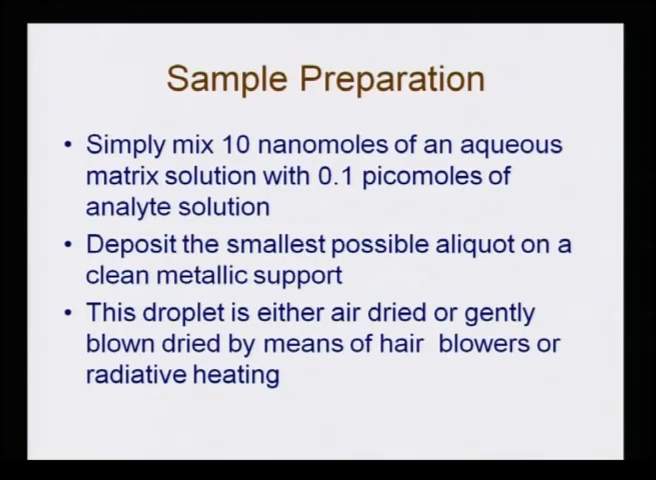 Sample Preparation
• Simply mix 10 nanomoles of an aqueous
matrix solution with 0.1 picomoles of
analyte solution
• Deposit the smallest possible aliquot on a
clean metallic support
• This droplet is either air dried or gently
blown dried by means of hair blowers or
radiative heating